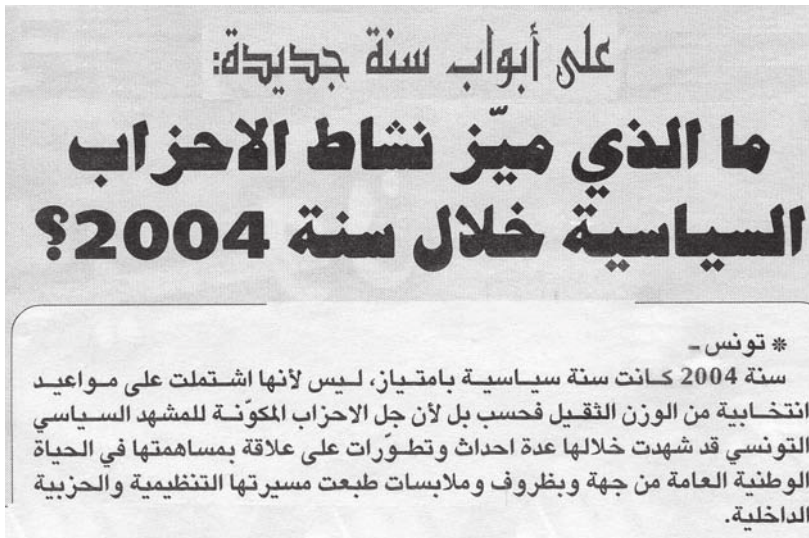 على أبواب سنة جديدة:
ما الذي ميّز نشاط الاحزاب
السياسية خلال سنة 2004؟
* تونس ـ
سنة 2004 كانت سنة سياسية بامتياز، ليس لأنها اشتملت على مواعيد
انتخابية من الوزن الثقيل فحسب بل لأن جل الاحزاب المكوّنة للمشهد السياسي
التونسي قد شهدت خلالها عدة احداث وتطوّرات على علاقة بمساهمتها في الحياة
الوطنية العامة من جهة وبظروف وملابسات طبعت مسيرتها التنظيمية والحزبية
الداخلية.